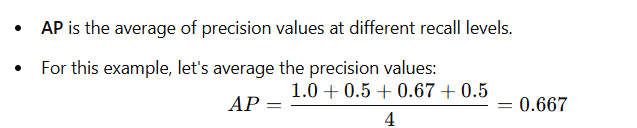 • AP is the average of precision values at different recall levels.
• For this example, let's average the precision values:
AP = (1.0 + 0.5 + 0.67 + 0.5) / 4 = 0.667